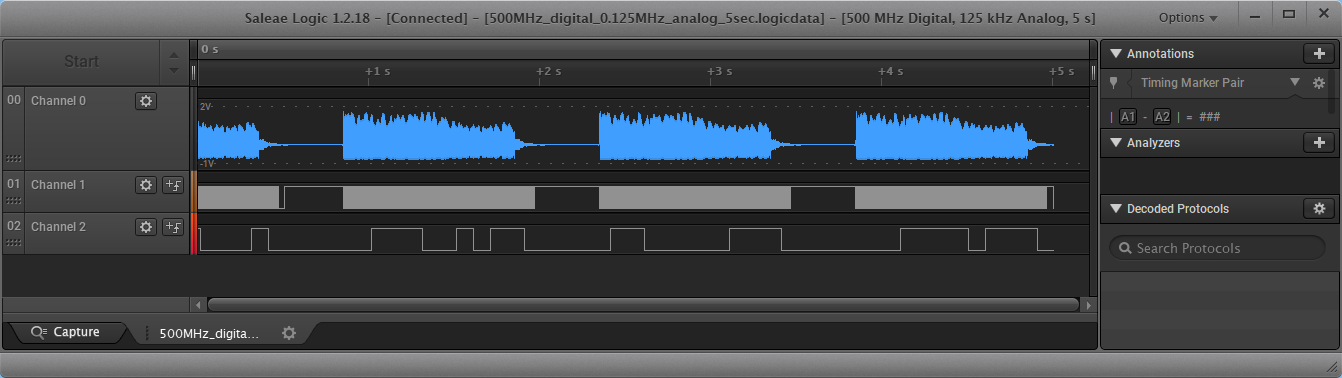 Saleae Logic 1.2.18 - [Connected] - [500MHz_digital_0.125MHz_analog_5sec.logicdata] - [500 MHz Digital, 125 kHz Analog, 5 s]
Options
Start
0 s
+1 s
+2 s
+3 s
+4 s
+5 s
00 Channel 0
2V
-1V
01 Channel 1
02 Channel 2
Annotations
Timing Marker Pair
| A1 - A2 | = ###
Analyzers
Decoded Protocols
Search Protocols
Capture
500MHz_digita...